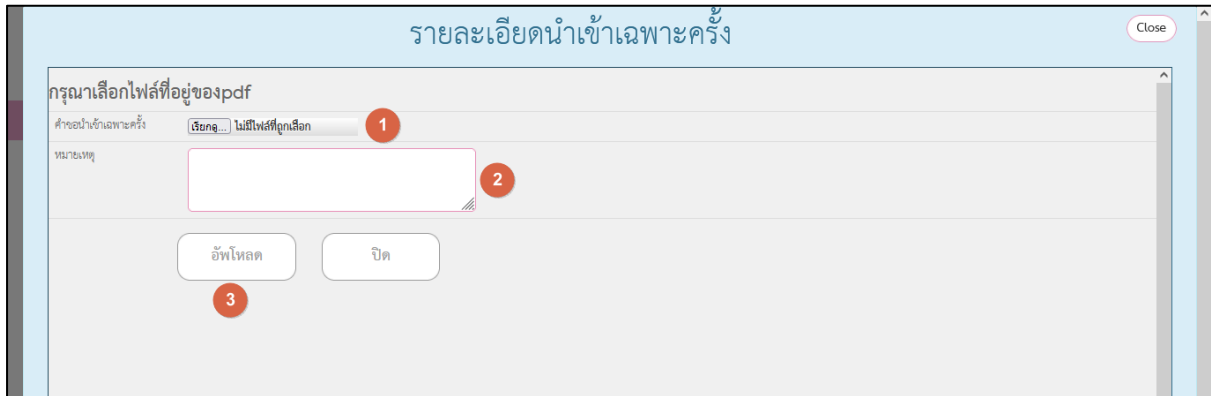 รายละเอียดนำเข้าเฉพาะครั้ง
Close
กรุณาเลือกไฟล์ที่อยู่ของpdf
คำขอนำเข้าเฉพาะครั้ง เรียกดู... ไม่มีไฟล์ที่ถูกเลือก 1
หมายเหตุ
2
อัพโหลด ปิด
3